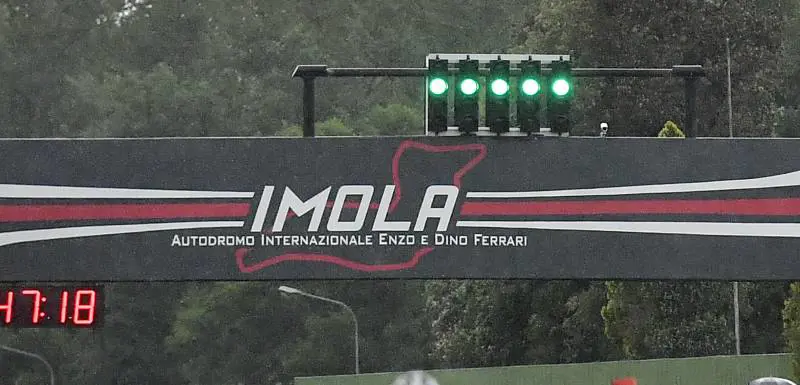 IMOLA
AUTODROMO INTERNAZIONALE ENZO E DINO FERRARI
47:18